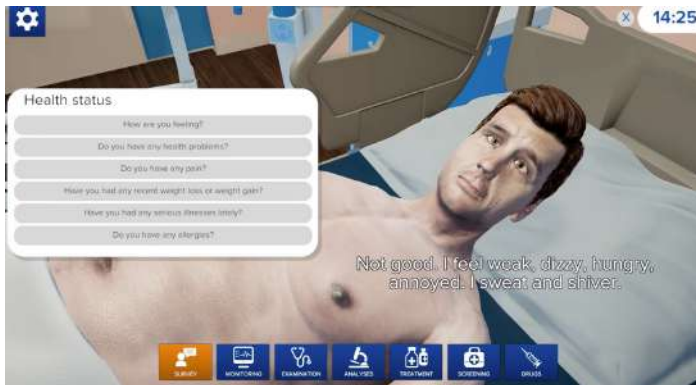 X 14:25
Health status
How are you feeling?
Do you have any health problems?
Do you have any pain?
Have you had any recent weight loss or weight gain?
Have you had any serious illnesses lately?
Do you have any allergies?
Not good. I feel weak, dizzy, hungry,
annoyed. I sweat and shiver.
SURVEY MONITORING EXAMINATION ANALYSES TREATMENT SCREENING DRUGS